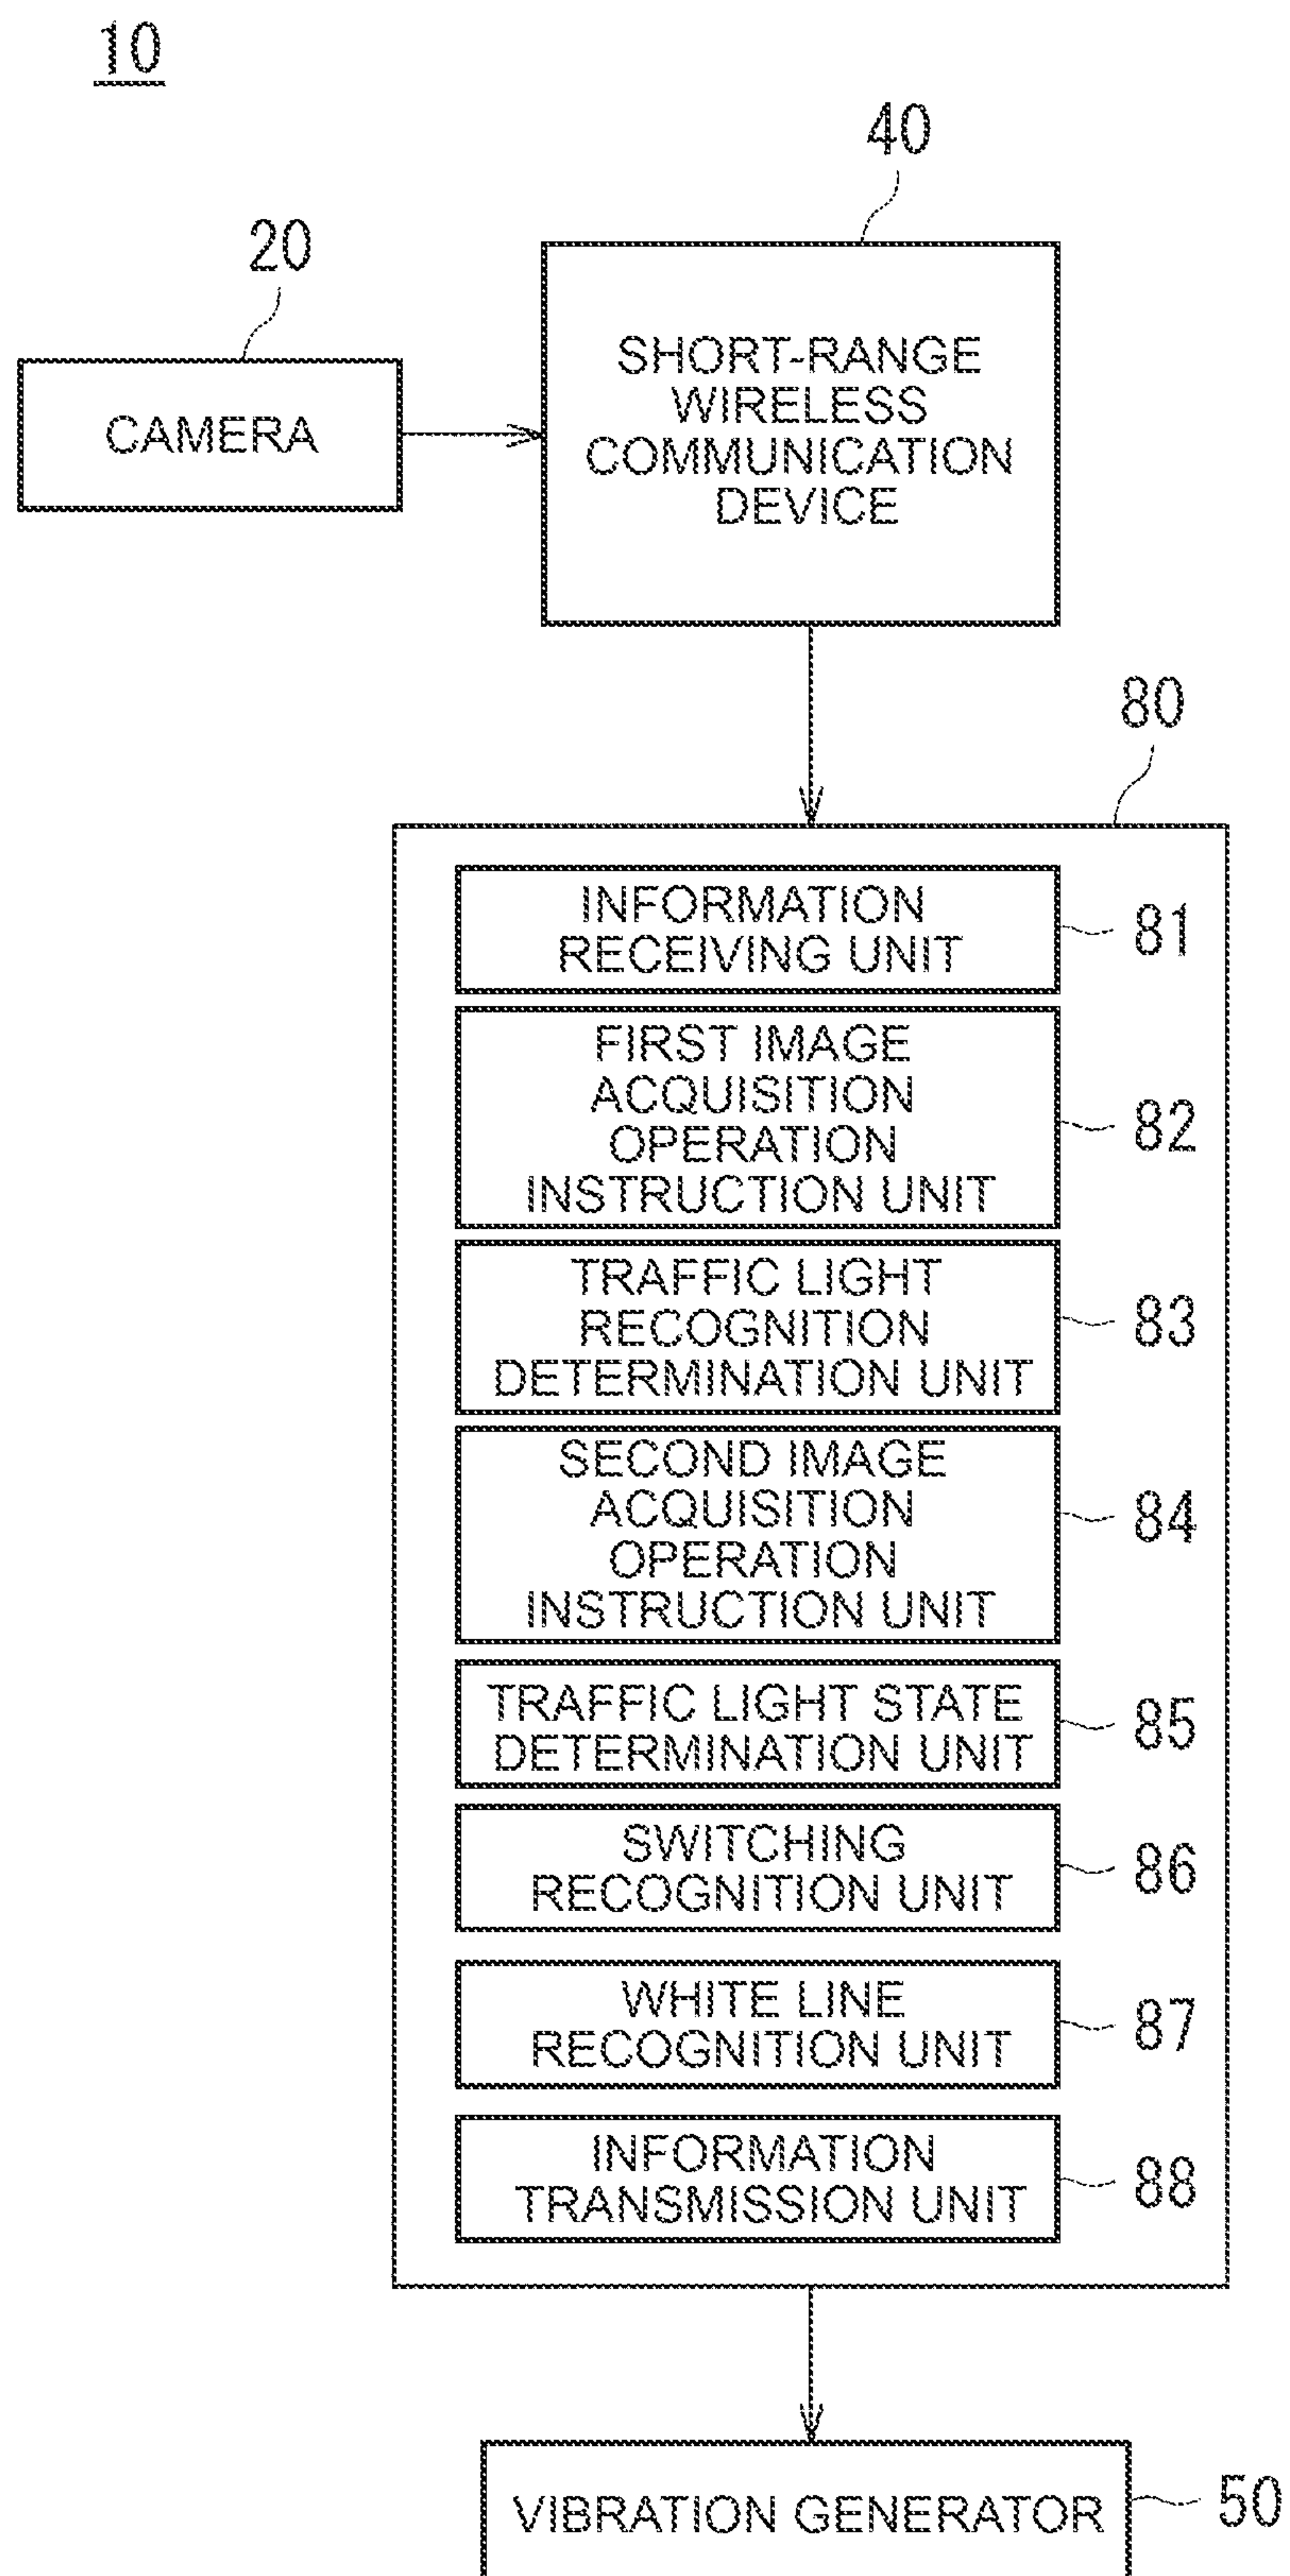 10
40
20
SHORT-RANGE
WIRELESS
COMMUNICATION
DEVICE
CAMERA
80
INFORMATION
RECEIVING UNIT
81
FIRST IMAGE
ACQUISITION
OPERATION
INSTRUCTION UNIT
82
TRAFFIC LIGHT
RECOGNITION
DETERMINATION UNIT
83
SECOND IMAGE
ACQUISITION
OPERATION
INSTRUCTION UNIT
84
TRAFFIC LIGHT STATE
DETERMINATION UNIT
85
SWITCHING
RECOGNITION UNIT
86
WHITE LINE
RECOGNITION UNIT
87
INFORMATION
TRANSMISSION UNIT
88
VIBRATION GENERATOR
50